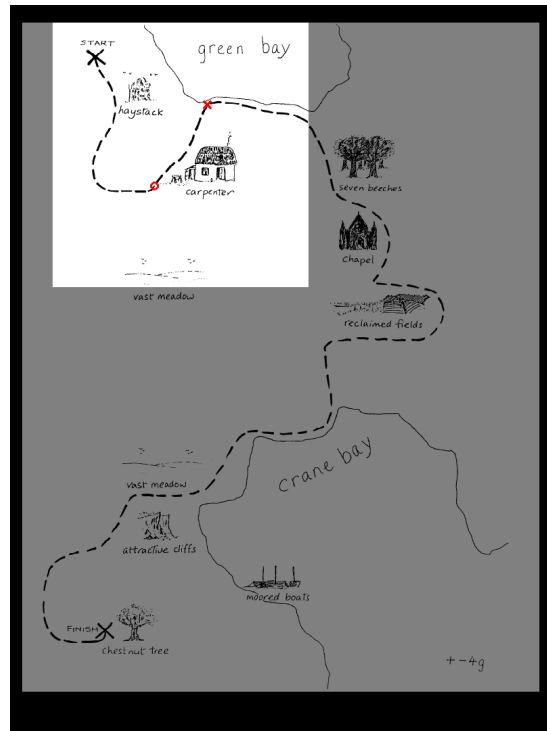 START
green bay
haystack
carpenter
seven beeches
chapel
vast meadow
reclaimed fields
crane bay
vast meadow
attractive cliffs
moored boats
FINISH
chestnut tree
+-4g